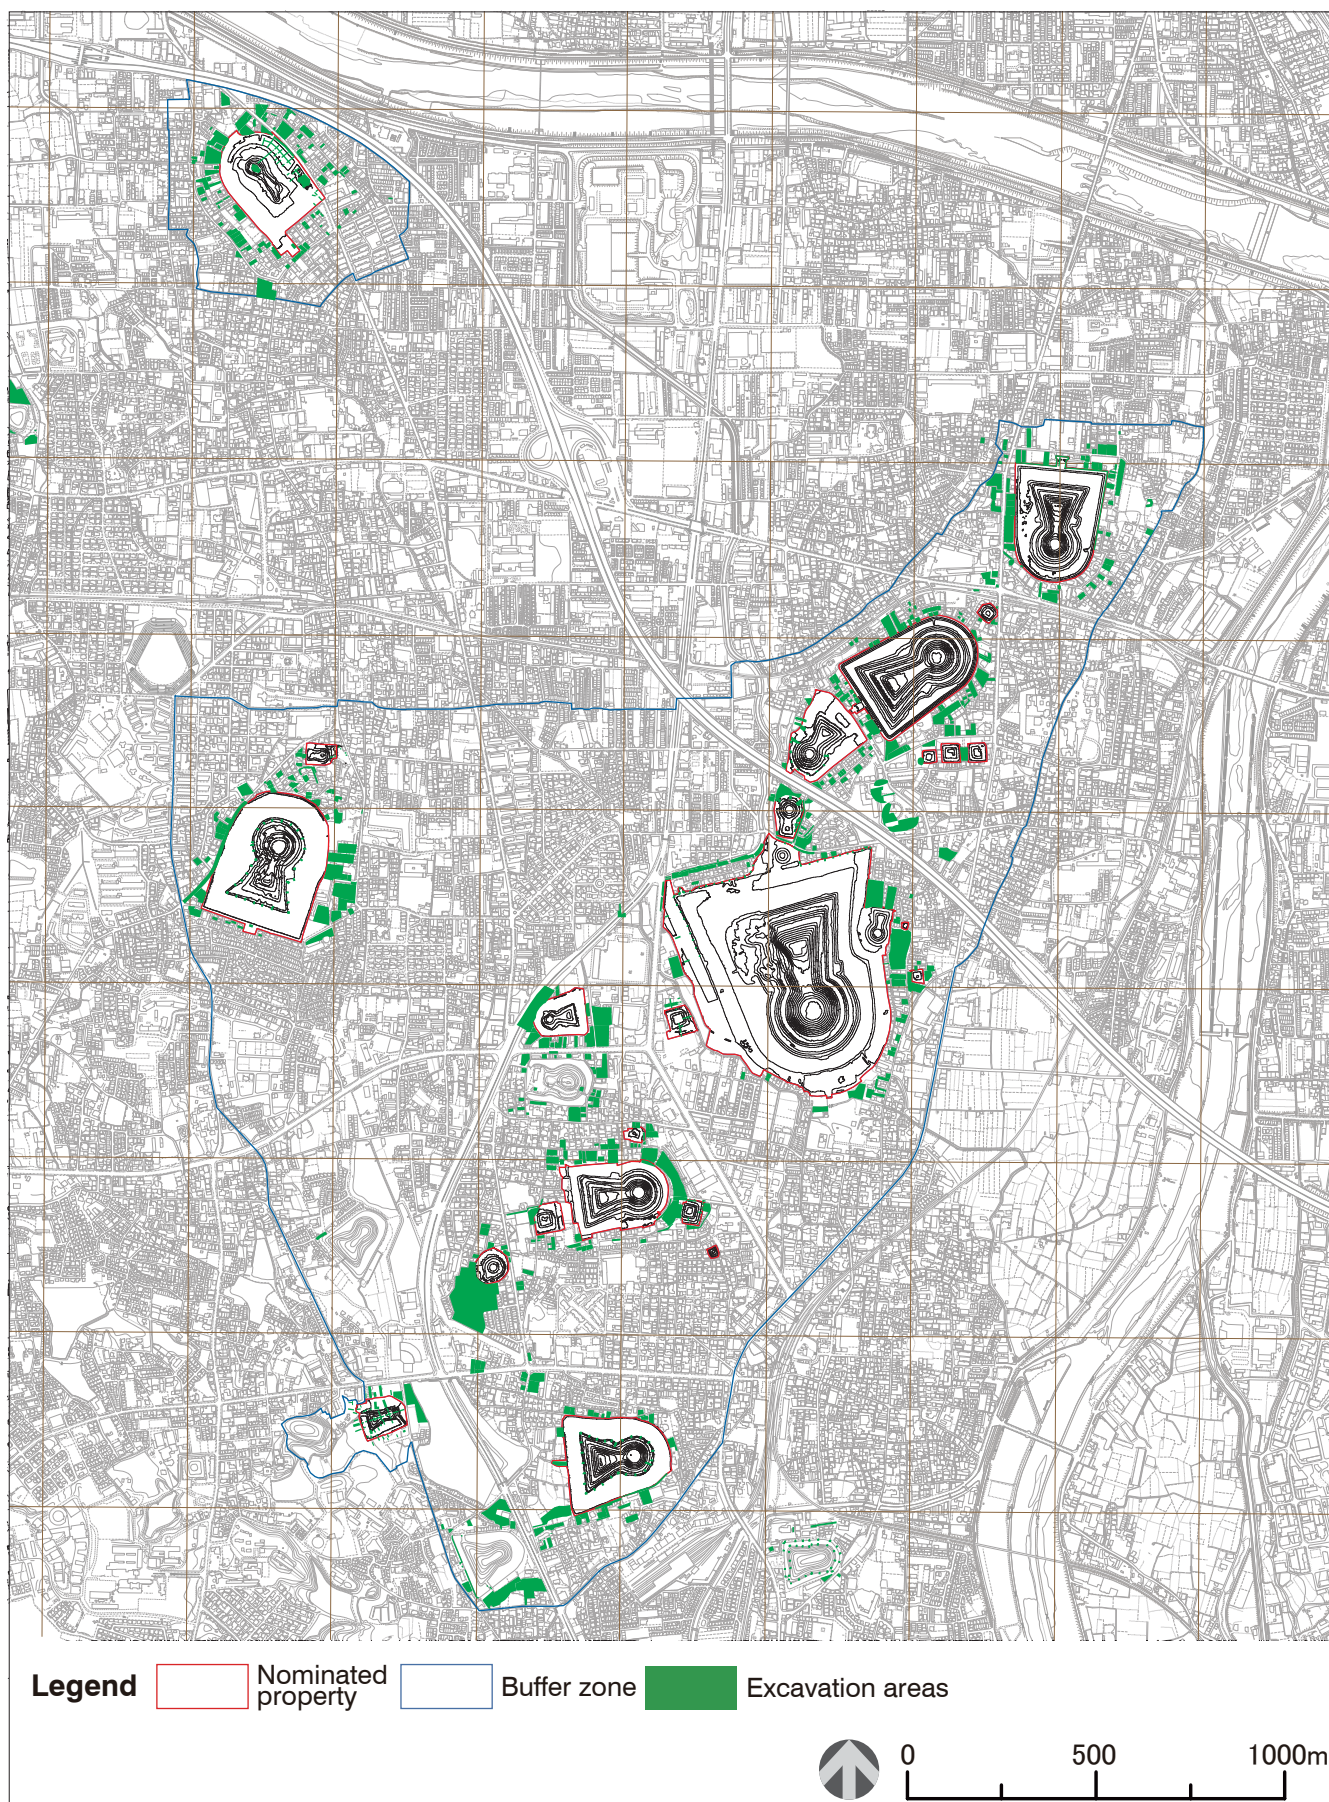 Legend
Nominated
property
Buffer zone
Excavation areas
0 500 1000m